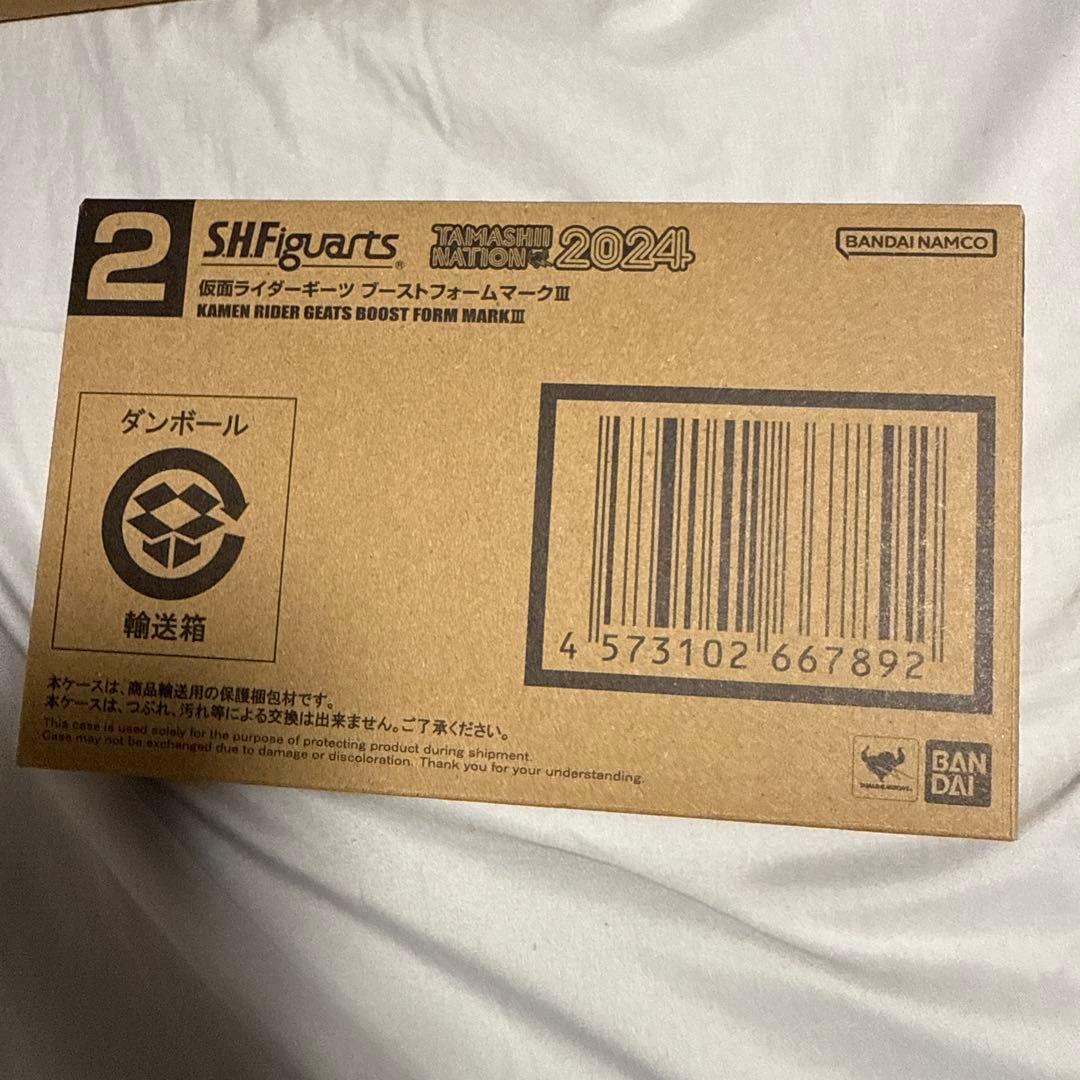 2
S.H.Figuarts®
TAMASHII NATION 2024
BANDAI NAMCO
仮面ライダーギーツ ブーストフォームマークⅢ
KAMEN RIDER GEATS BOOST FORM MARKⅢ
ダンボール
輸送箱
4 573102 667892
本ケースは、商品輸送用の保護梱包材です。
本ケースは、つぶれ、汚れ等による交換は出来ません。ご了承ください。
This case is used solely for the purpose of protecting product during shipment.
Case may not be exchanged due to damage or discoloration. Thank you for your understanding.
TAMASHII NATIONS
BAN
DAI